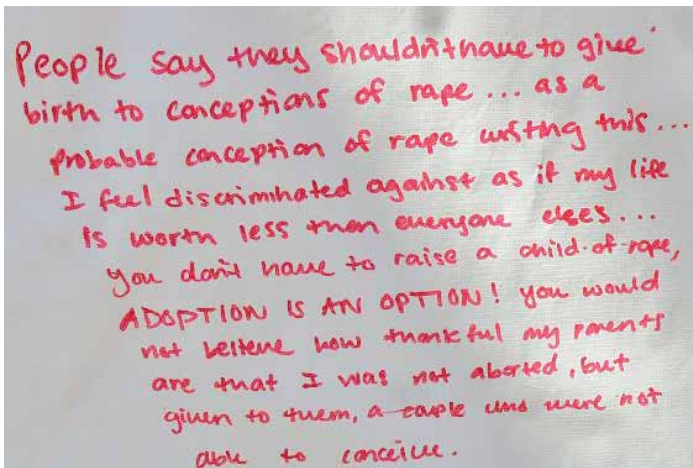 People say they shouldn't have to give
birth to conceptions of rape... as a
probable conception of rape writing this...
I feel discriminated against as if my life
is worth less then everyone elses...
you don't have to raise a child-of-rape,
ADOPTION IS AN OPTION! you would
not believe how thankful my parents
are that I was not aborted, but
given to them, a couple who were not
able to conceive.